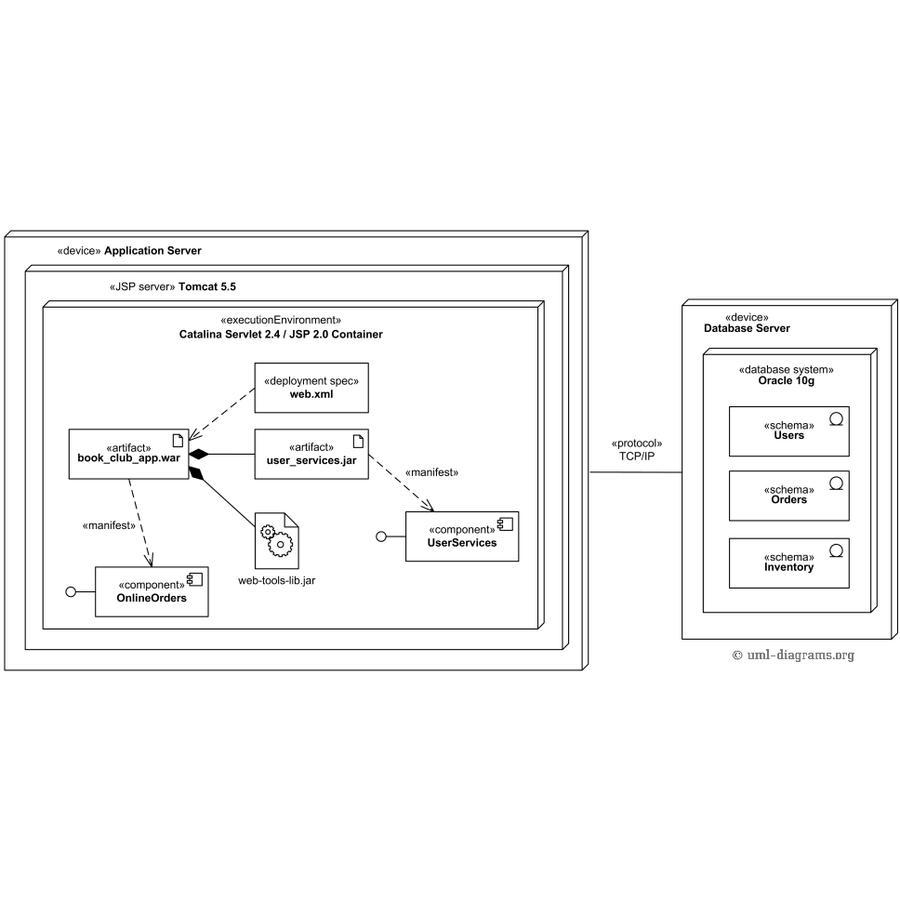 «device» Application Server
«JSP server» Tomcat 5.5
«executionEnvironment»
Catalina Servlet 2.4 / JSP 2.0 Container
«deployment spec»
web.xml
«artifact»
book_club_app.war
«artifact»
user_services.jar
«manifest»
«manifest»
«component»
UserServices
web-tools-lib.jar
«component»
OnlineOrders
«protocol»
TCP/IP
«device»
Database Server
«database system»
Oracle 10g
«schema»
Users
«schema»
Orders
«schema»
Inventory
© uml-diagrams.org